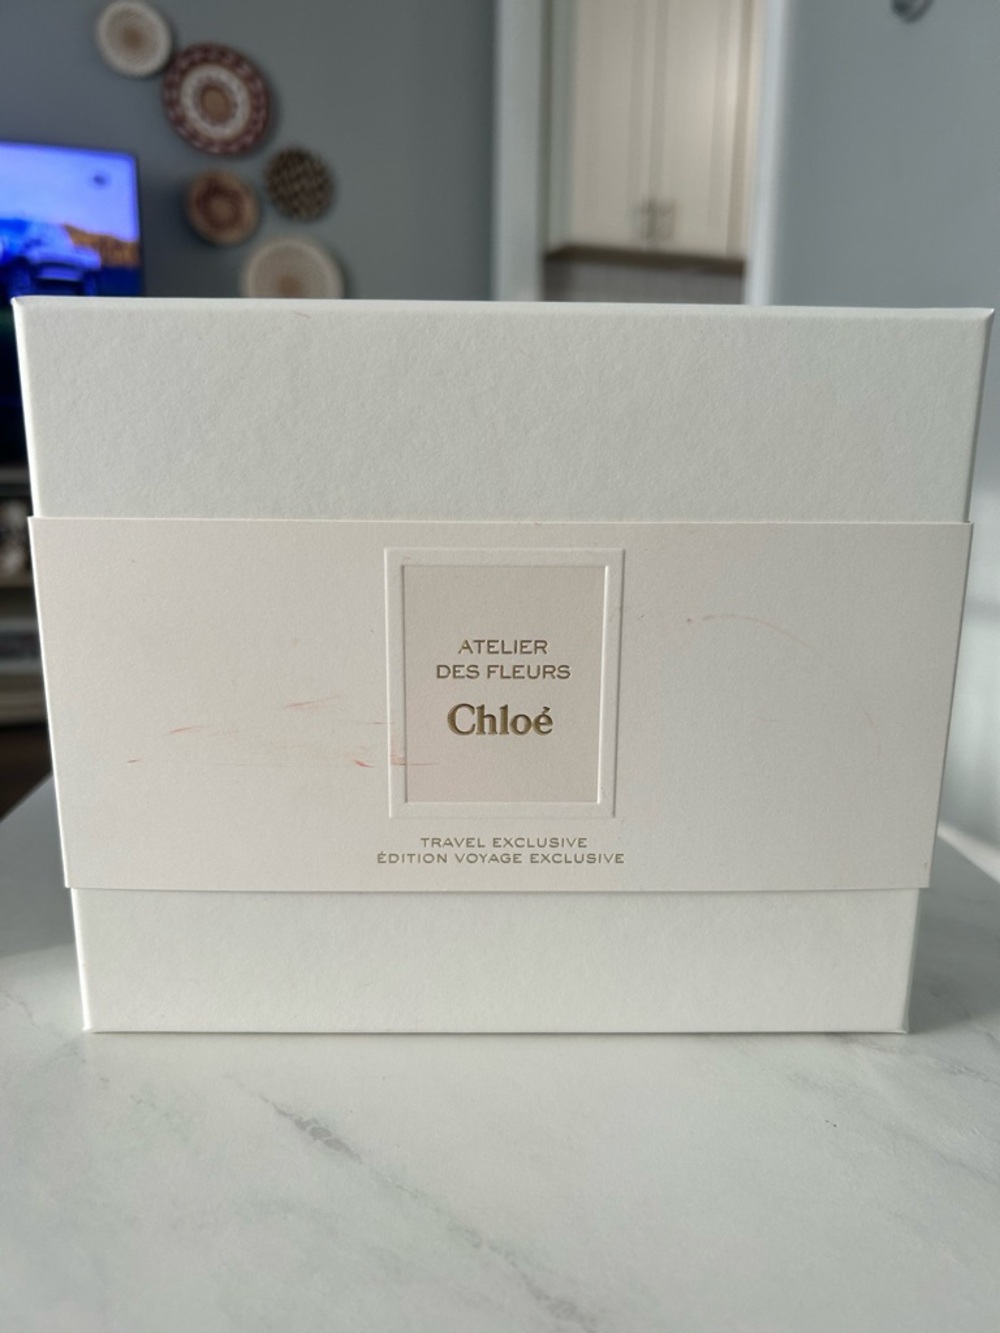 ATELIER
DES FLEURS
Chloé
TRAVEL EXCLUSIVE
ÉDITION VOYAGE EXCLUSIVE